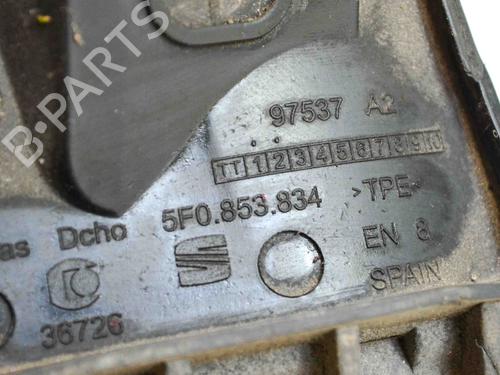 B-PARTS
97537 A2
TT 1 2 3 4 5 6 7 8 9 10
as Dcho 5F0.853.834 >TPE<
EN 8
SPAIN
36726